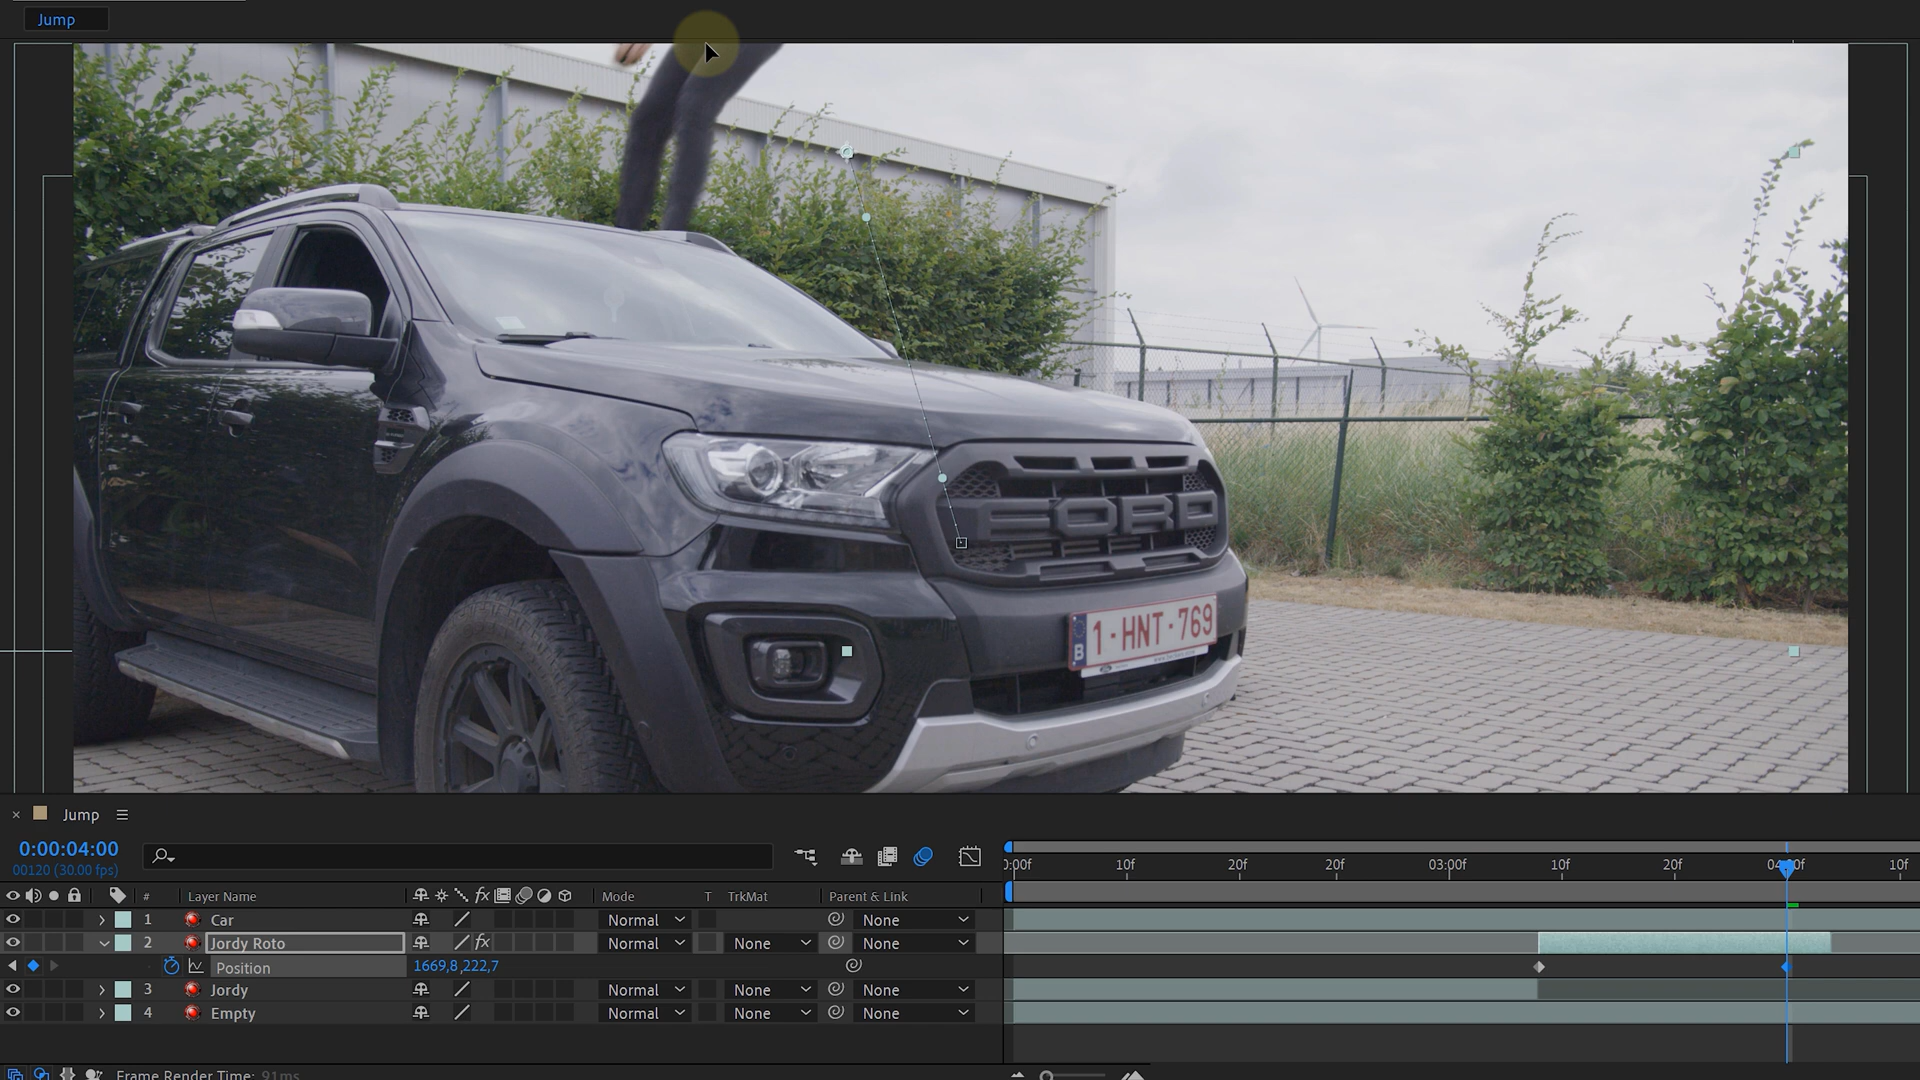 Jump
FORD
1-HNT-769
B
Jump
0:00:04:00
00120 (30.00 fps)
0:00f 10f 20f 20f 03:00f 10f 20f 04:00f 10f
# Layer Name fx Mode T TrkMat Parent & Link
1 Car Normal None
2 Jordy Roto fx Normal None None
Position 1669,8,222,7
3 Jordy Normal None None
4 Empty Normal None None
Frame Render Time: 91ms